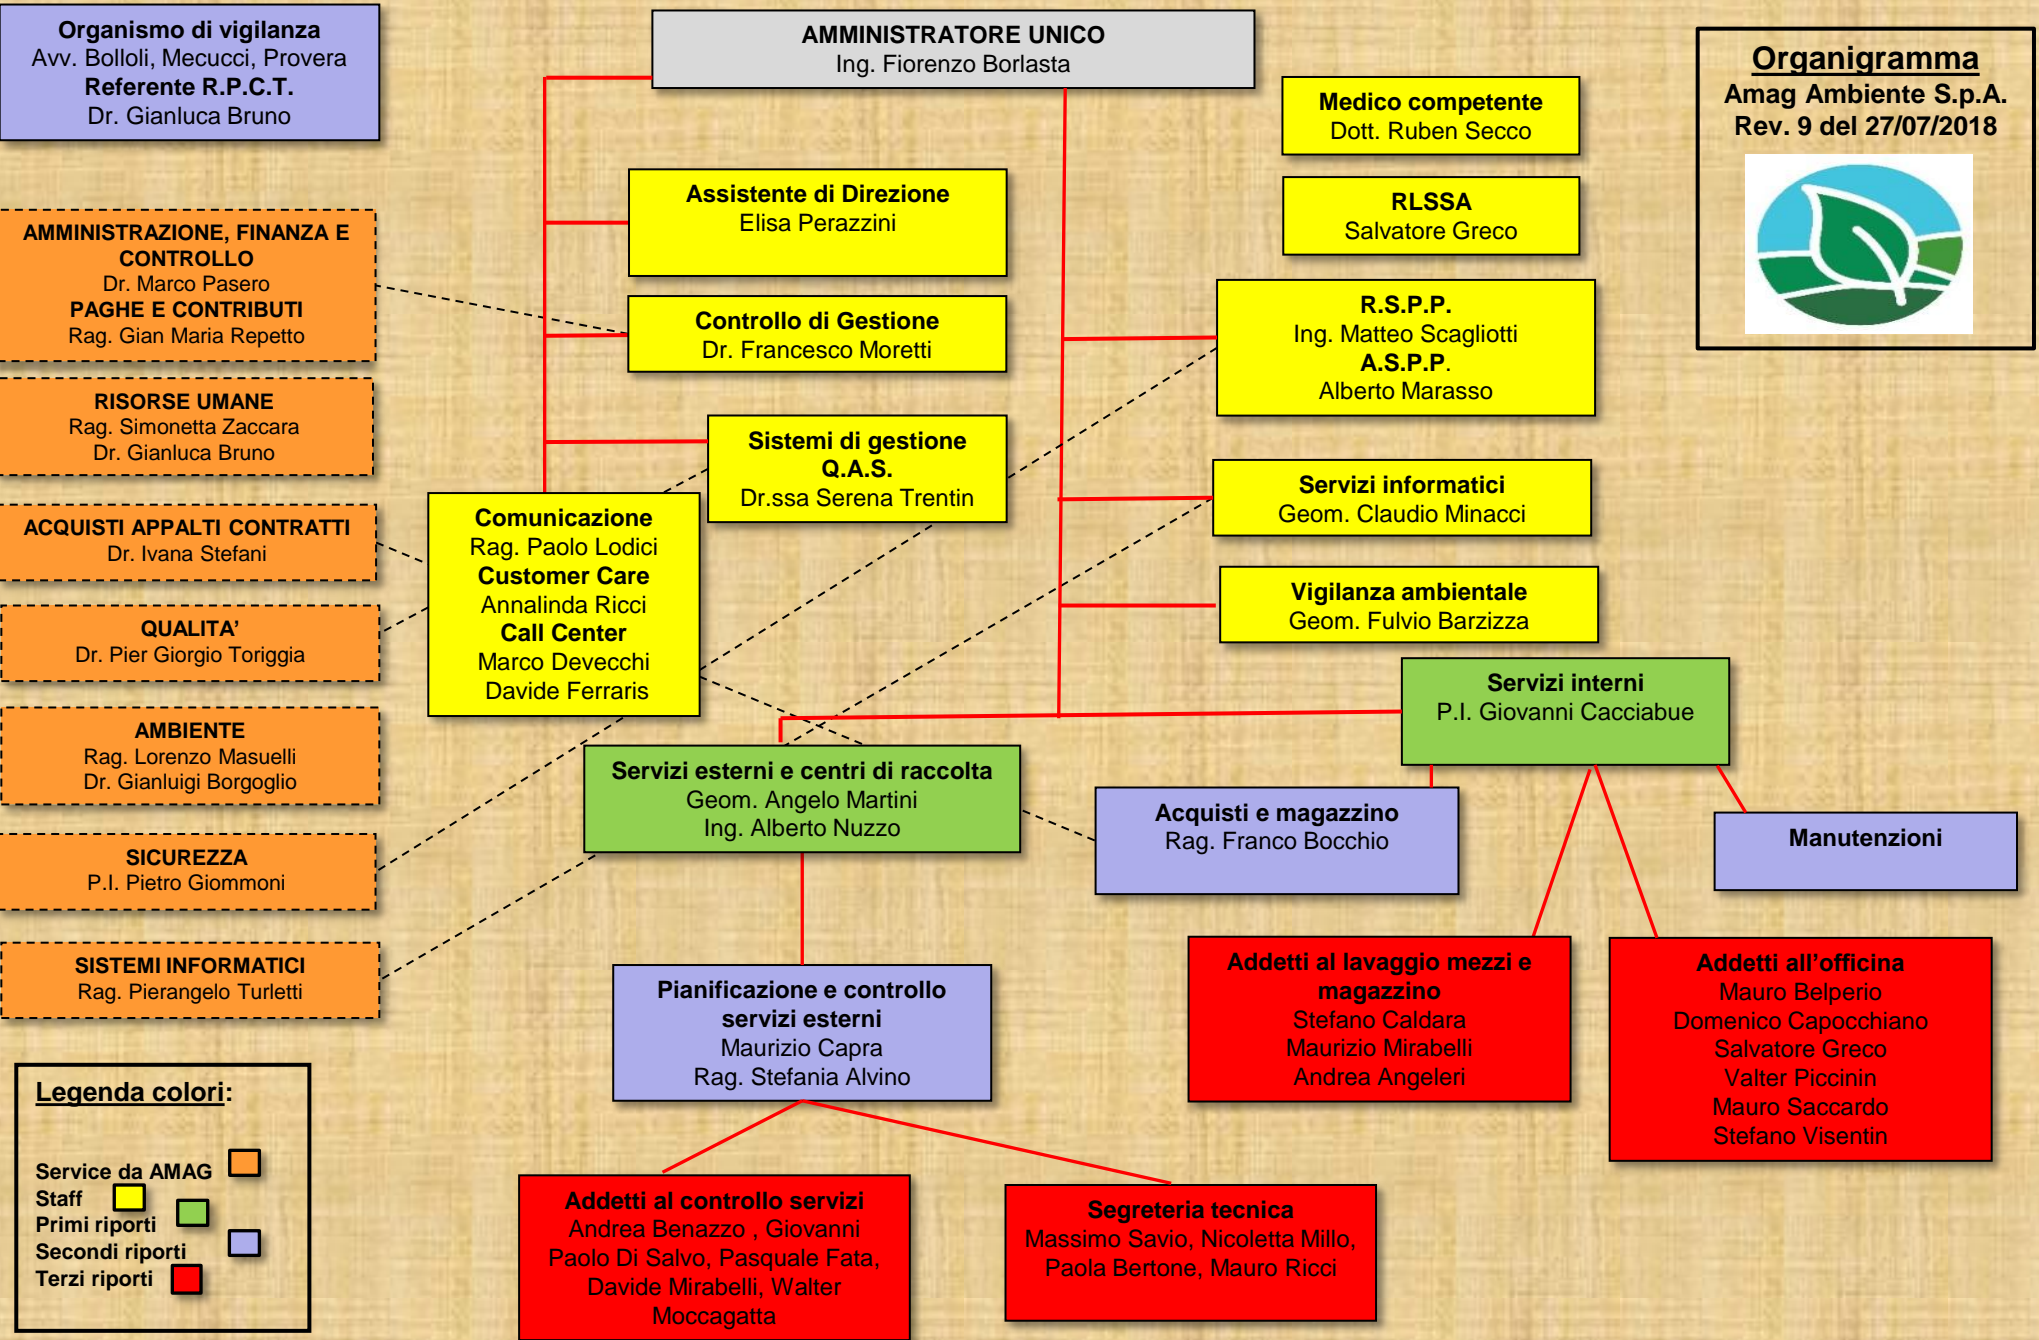 Organismo di vigilanza
Avv. Bolloli, Mecucci, Provera
Referente R.P.C.T.
Dr. Gianluca Bruno
AMMINISTRATORE UNICO
Ing. Fiorenzo Borlasta
Organigramma
Amag Ambiente S.p.A.
Rev. 9 del 27/07/2018
Medico competente
Dott. Ruben Secco
Assistente di Direzione
Elisa Perazzini
RLSSA
Salvatore Greco
AMMINISTRAZIONE, FINANZA E
CONTROLLO
Dr. Marco Pasero
PAGHE E CONTRIBUTI
Rag. Gian Maria Repetto
Controllo di Gestione
Dr. Francesco Moretti
R.S.P.P.
Ing. Matteo Scagliotti
A.S.P.P.
Alberto Marasso
RISORSE UMANE
Rag. Simonetta Zaccara
Dr. Gianluca Bruno
Sistemi di gestione
Q.A.S.
Dr.ssa Serena Trentin
Servizi informatici
Geom. Claudio Minacci
ACQUISTI APPALTI CONTRATTI
Dr. Ivana Stefani
Comunicazione
Rag. Paolo Lodici
Customer Care
Annalinda Ricci
Call Center
Marco Devecchi
Davide Ferraris
Vigilanza ambientale
Geom. Fulvio Barzizza
QUALITA’
Dr. Pier Giorgio Toriggia
Servizi interni
P.I. Giovanni Cacciabue
AMBIENTE
Rag. Lorenzo Masuelli
Dr. Gianluigi Borgoglio
Servizi esterni e centri di raccolta
Geom. Angelo Martini
Ing. Alberto Nuzzo
Acquisti e magazzino
Rag. Franco Bocchio
Manutenzioni
SICUREZZA
P.I. Pietro Giommoni
SISTEMI INFORMATICI
Rag. Pierangelo Turletti
Pianificazione e controllo
servizi esterni
Maurizio Capra
Rag. Stefania Alvino
Addetti al lavaggio mezzi e
magazzino
Stefano Caldara
Maurizio Mirabelli
Andrea Angeleri
Addetti all’officina
Mauro Belperio
Domenico Capocchiano
Salvatore Greco
Valter Piccinin
Mauro Saccardo
Stefano Visentin
Legenda colori:
Service da AMAG
Staff
Primi riporti
Secondi riporti
Terzi riporti
Addetti al controllo servizi
Andrea Benazzo , Giovanni
Paolo Di Salvo, Pasquale Fata,
Davide Mirabelli, Walter
Moccagatta
Segreteria tecnica
Massimo Savio, Nicoletta Millo,
Paola Bertone, Mauro Ricci